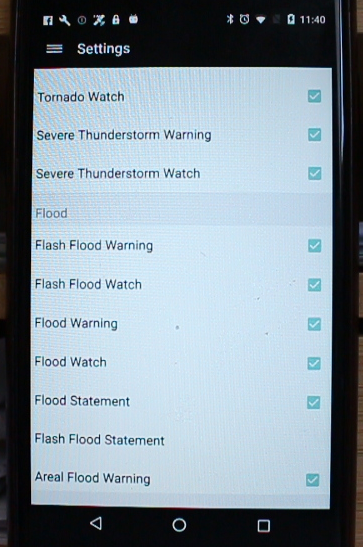 11:40
Settings
Tornado Watch
Severe Thunderstorm Warning
Severe Thunderstorm Watch
Flood
Flash Flood Warning
Flash Flood Watch
Flood Warning
Flood Watch
Flood Statement
Flash Flood Statement
Areal Flood Warning